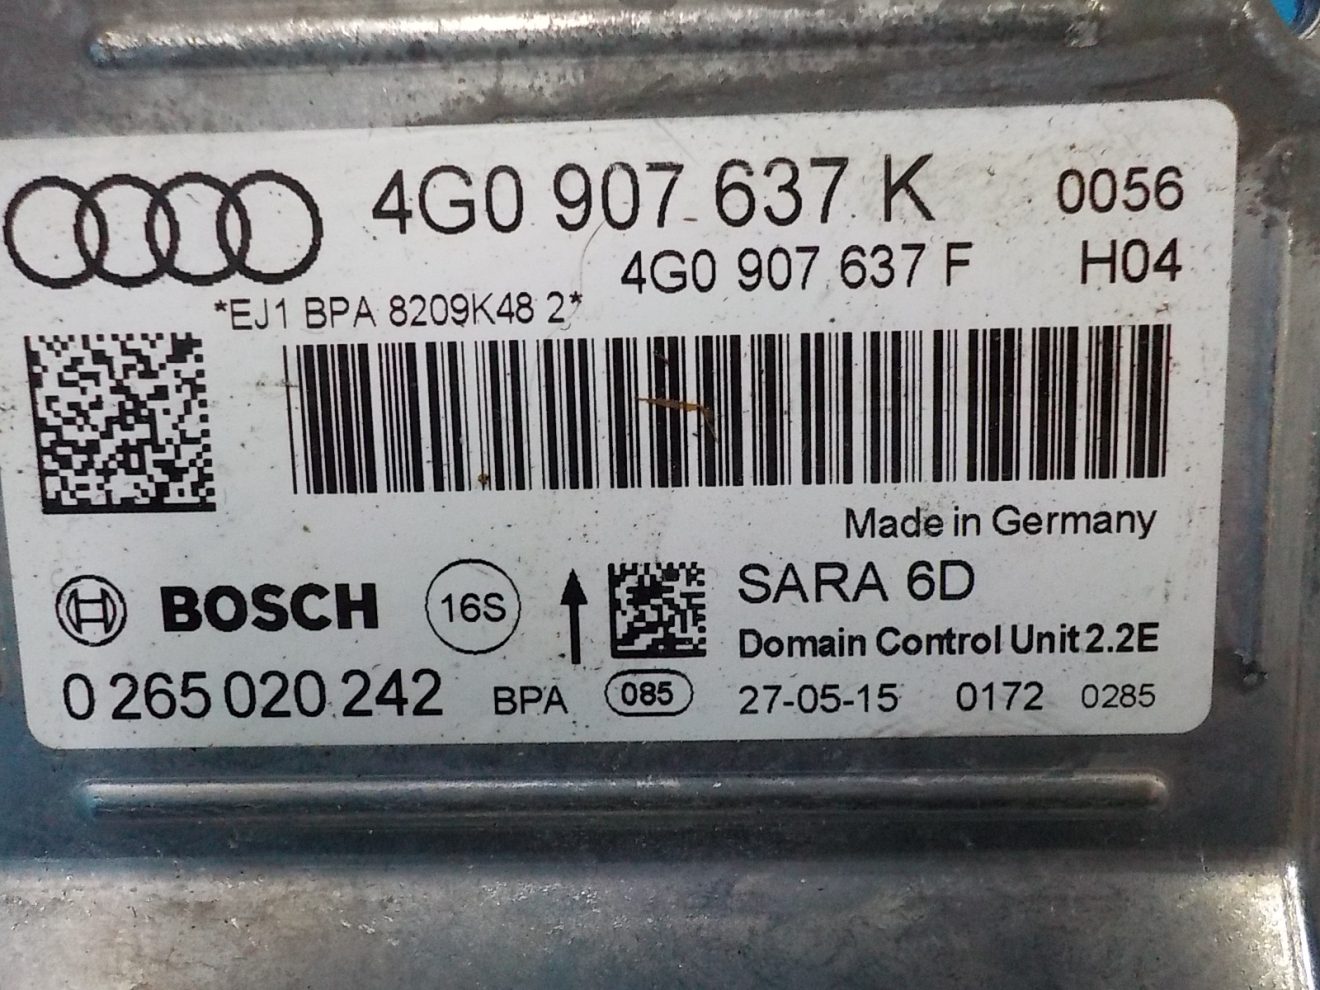 4G0 907 637 K 0056
4G0 907 637 F H04
*EJ1 BPA 8209K48 2*
Made in Germany
BOSCH 16S SARA 6D
Domain Control Unit 2.2E
0 265 020 242 BPA 085 27-05-15 0172 0285